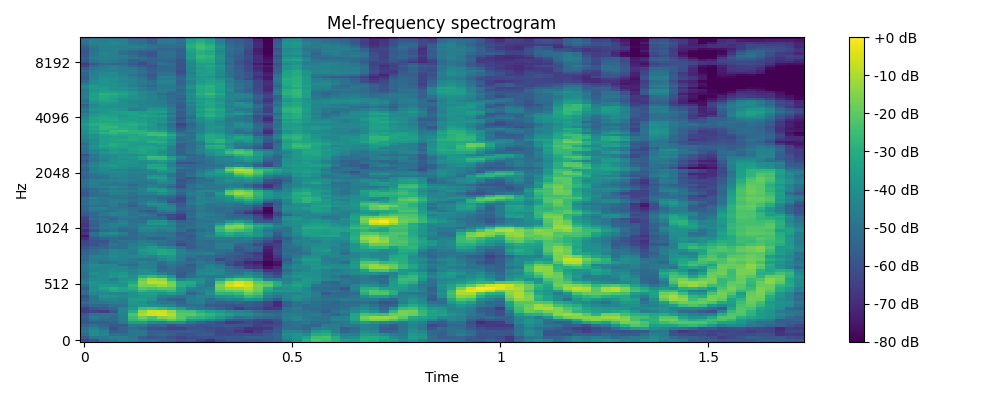 Mel-frequency spectrogram
Hz
8192
4096
2048
1024
512
0
0
0.5
1
1.5
Time
+0 dB
-10 dB
-20 dB
-30 dB
-40 dB
-50 dB
-60 dB
-70 dB
-80 dB